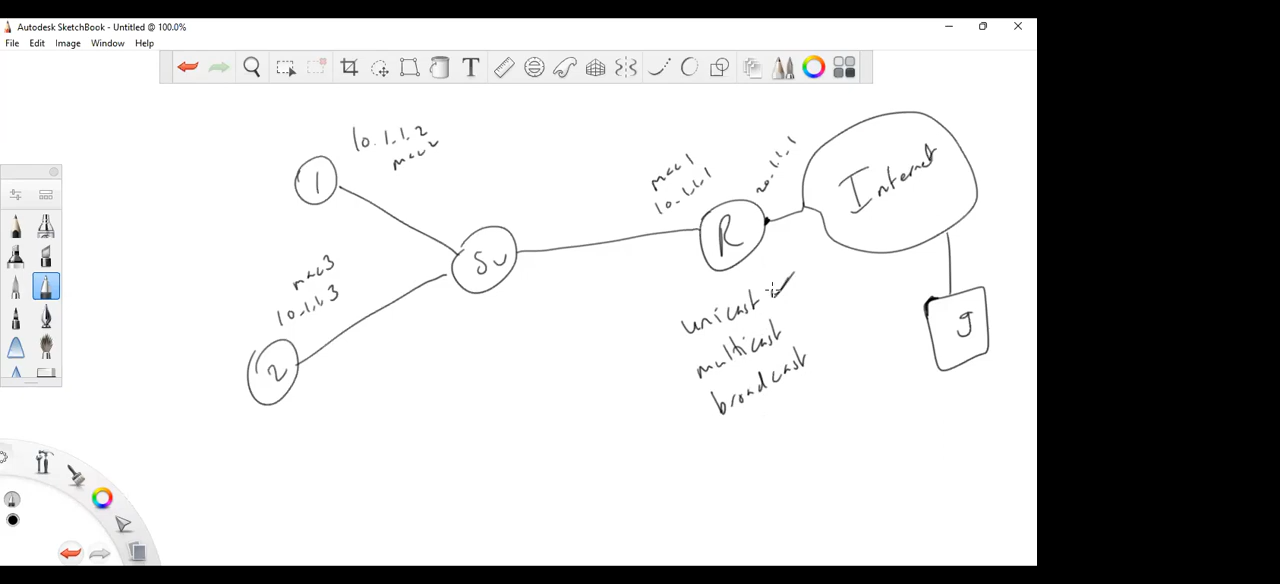 Autodesk SketchBook - Untitled @ 100.0%
File Edit Image Window Help
T
10.1.1.2
mac2
1
mac3
10.1.1.3
2
Sw
mac1
10.1.1.1
20.1.1.1
R
Internet
unicast
multicast
broadcast